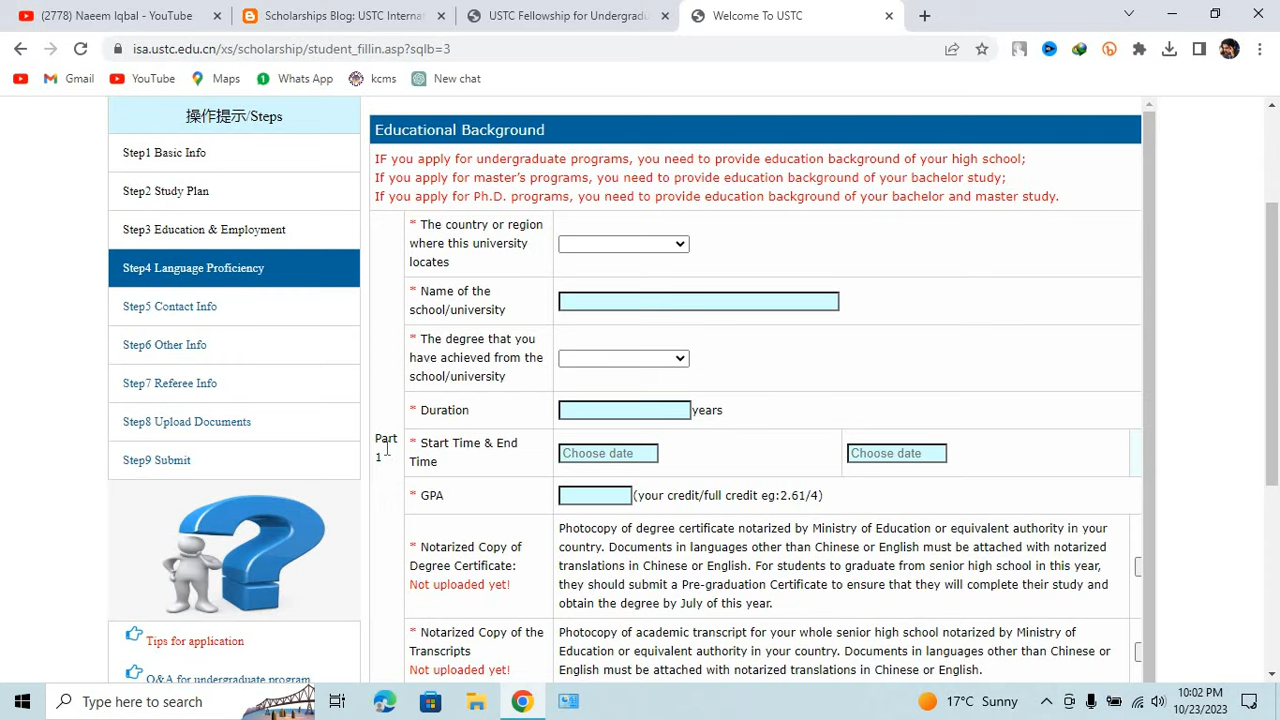 (2778) Naeem Iqbal - YouTube
Scholarships Blog: USTC Interna
USTC Fellowship for Undergradu
Welcome To USTC
isa.ustc.edu.cn/xs/scholarship/student_fillin.asp?sqlb=3
Gmail
YouTube
Maps
Whats App
kcms
New chat
操作提示/Steps
Step1 Basic Info
Step2 Study Plan
Step3 Education & Employment
Step4 Language Proficiency
Step5 Contact Info
Step6 Other Info
Step7 Referee Info
Step8 Upload Documents
Step9 Submit
Tips for application
Q&A for undergraduate program
Educational Background
IF you apply for undergraduate programs, you need to provide education background of your high school;
If you apply for master's programs, you need to provide education background of your bachelor study;
If you apply for Ph.D. programs, you need to provide education background of your bachelor and master study.
Part
1
* The country or region
where this university
locates
* Name of the
school/university
* The degree that you
have achieved from the
school/university
* Duration
years
* Start Time & End
Time
Choose date
Choose date
* GPA
(your credit/full credit eg:2.61/4)
* Notarized Copy of
Degree Certificate:
Not uploaded yet!
Photocopy of degree certificate notarized by Ministry of Education or equivalent authority in your
country. Documents in languages other than Chinese or English must be attached with notarized
translations in Chinese or English. For students to graduate from senior high school in this year,
they should submit a Pre-graduation Certificate to ensure that they will complete their study and
obtain the degree by July of this year.
* Notarized Copy of the
Transcripts
Not uploaded yet!
Photocopy of academic transcript for your whole senior high school notarized by Ministry of
Education or equivalent authority in your country. Documents in languages other than Chinese or
English must be attached with notarized translations in Chinese or English.
Type here to search
17°C Sunny
10:02 PM
10/23/2023